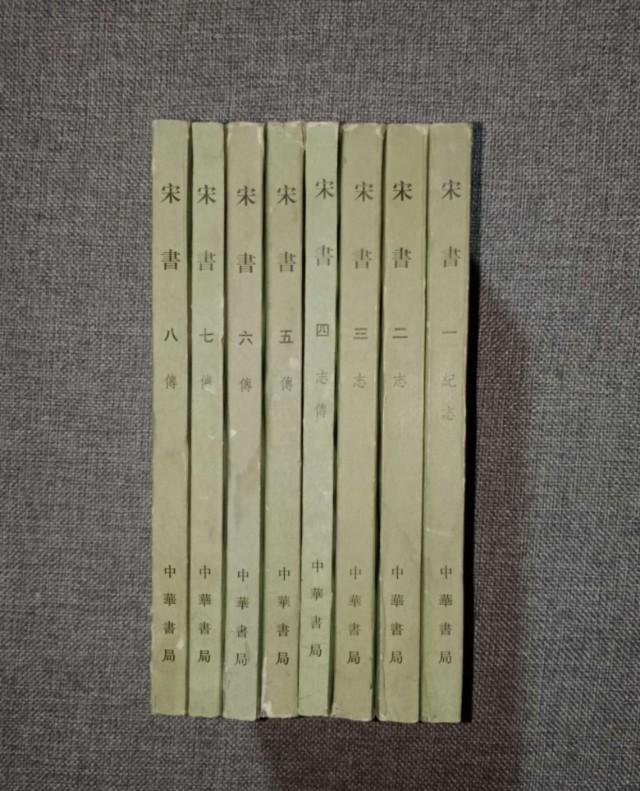 宋書 一 紀志 中華書局
宋書 二 志 中華書局
宋書 三 志 中華書局
宋書 四 志傳 中華書局
宋書 五 傳 中華書局
宋書 六 傳 中華書局
宋書 七 傳 中華書局
宋書 八 傳 中華書局